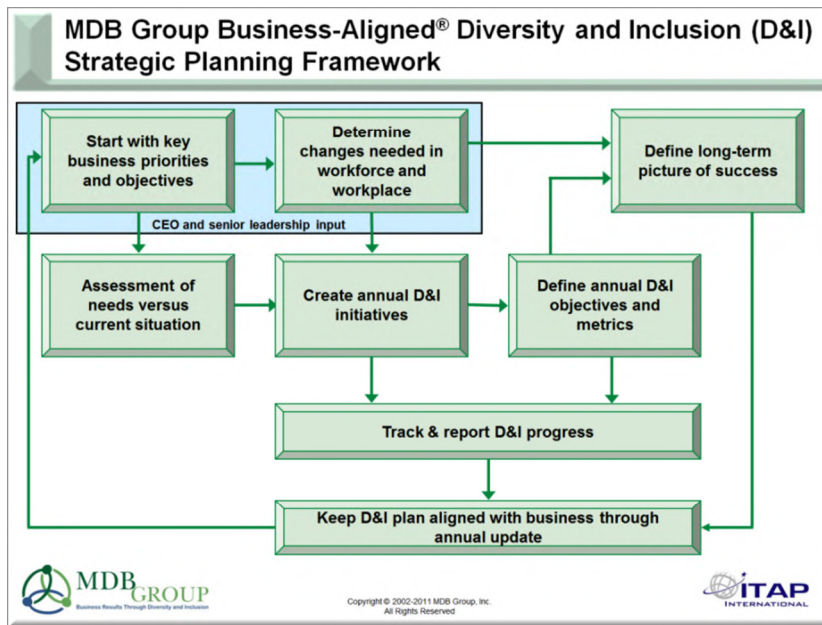 MDB Group Business-Aligned® Diversity and Inclusion (D&I)
Strategic Planning Framework
Start with key
business priorities
and objectives
Determine
changes needed in
workforce and
workplace
Define long-term
picture of success
CEO and senior leadership input
Assessment of
needs versus
current situation
Create annual D&I
initiatives
Define annual D&I
objectives and
metrics
Track & report D&I progress
Keep D&I plan aligned with business through
annual update
MDB
GROUP
Business Results Through Diversity and Inclusion
Copyright © 2002-2011 MDB Group, Inc.
All Rights Reserved
ITAP
INTERNATIONAL